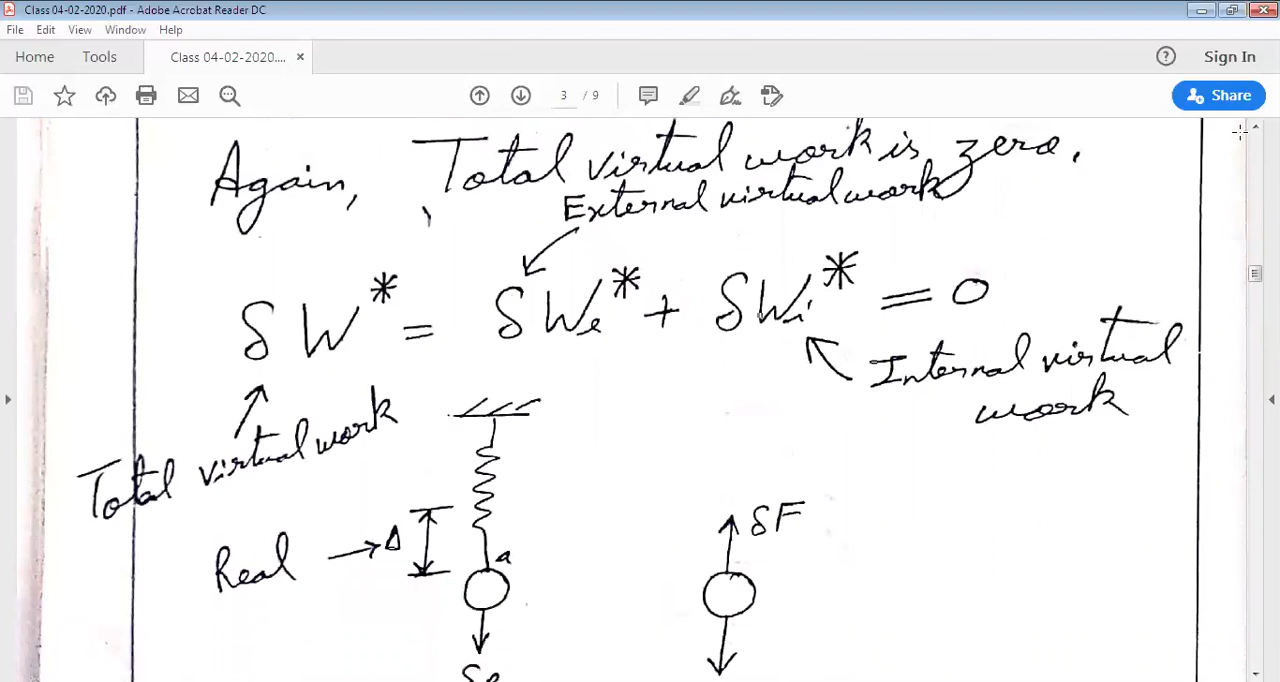 Class 04-02-2020.pdf - Adobe Acrobat Reader DC
File Edit View Window Help
Home Tools Class 04-02-2020.... × ? Sign In
3 / 9 Share
Again, Total virtual work is zero.
External virtual work
δW* = δWe* + δWi* = 0
Internal virtual
work
Total virtual work
δF
Real → Δ
a